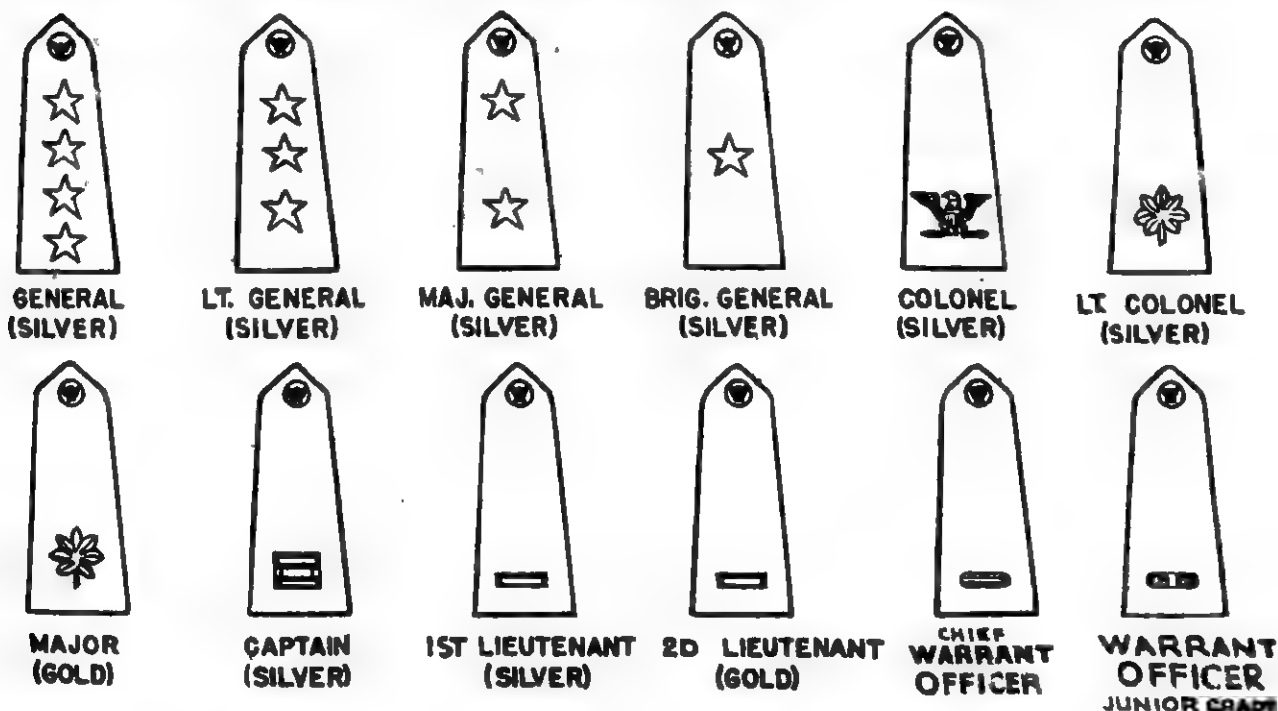 GENERAL
(SILVER)
LT. GENERAL
(SILVER)
MAJ. GENERAL
(SILVER)
BRIG. GENERAL
(SILVER)
COLONEL
(SILVER)
LT. COLONEL
(SILVER)
MAJOR
(GOLD)
CAPTAIN
(SILVER)
1ST LIEUTENANT
(SILVER)
2D LIEUTENANT
(GOLD)
CHIEF
WARRANT
OFFICER
WARRANT
OFFICER
JUNIOR GRADE